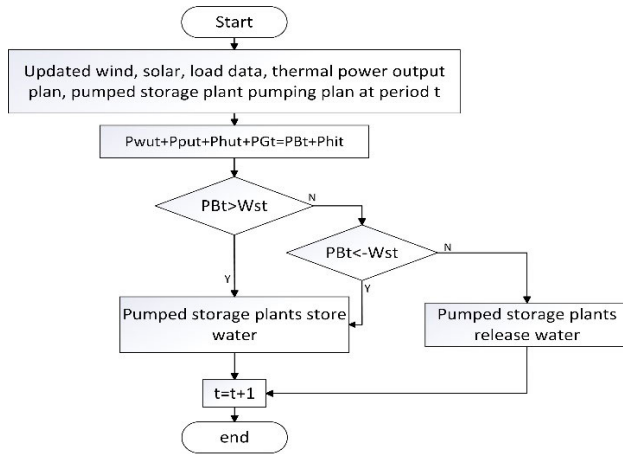 Start
Updated wind, solar, load data, thermal power output
plan, pumped storage plant pumping plan at period t
Pwut+Pput+Phut+PGt=PBt+Phit
PBt>Wst
N
PBt<-Wst
N
Y
Y
Pumped storage plants store
water
Pumped storage plants
release water
t=t+1
end